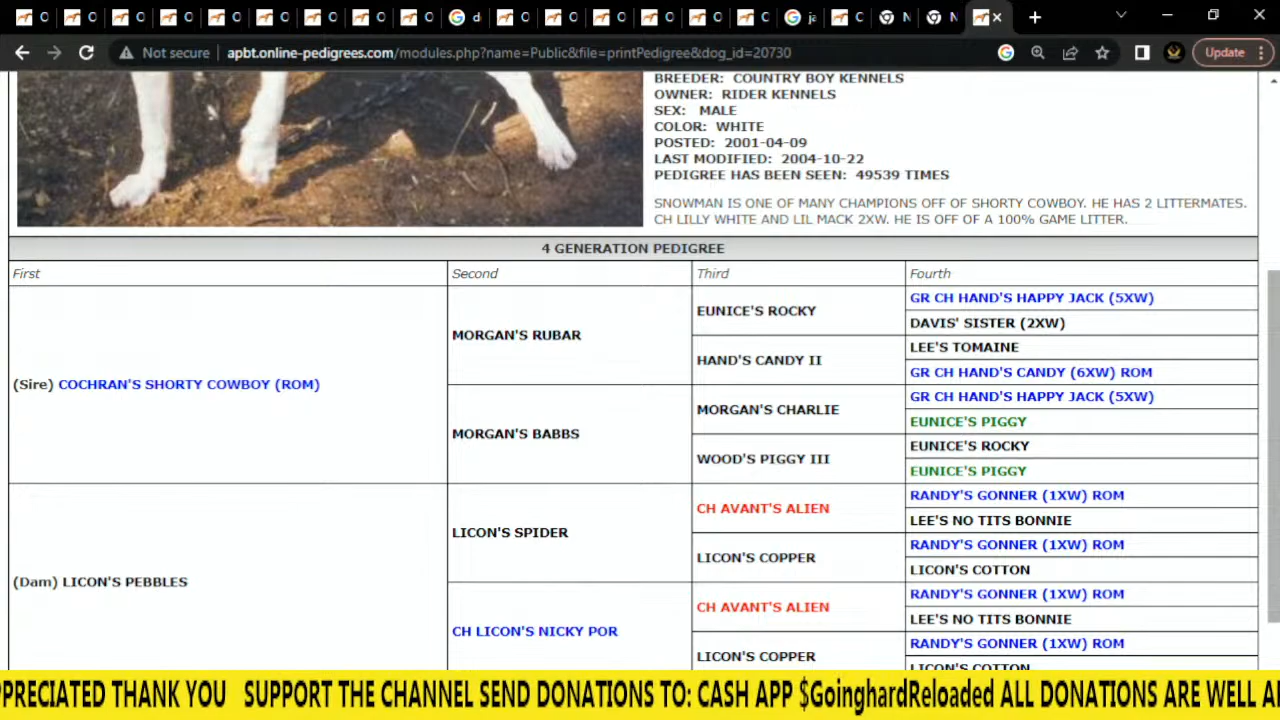 Not secure apbt.online-pedigrees.com/modules.php?name=Public&file=printPedigree&dog_id=20730 Update
BREEDER: COUNTRY BOY KENNELS
OWNER: RIDER KENNELS
SEX: MALE
COLOR: WHITE
POSTED: 2001-04-09
LAST MODIFIED: 2004-10-22
PEDIGREE HAS BEEN SEEN: 49539 TIMES
SNOWMAN IS ONE OF MANY CHAMPIONS OFF OF SHORTY COWBOY. HE HAS 2 LITTERMATES.
CH LILLY WHITE AND LIL MACK 2XW. HE IS OFF OF A 100% GAME LITTER.
4 GENERATION PEDIGREE
First Second Third Fourth
(Sire) COCHRAN'S SHORTY COWBOY (ROM)
MORGAN'S RUBAR
EUNICE'S ROCKY
GR CH HAND'S HAPPY JACK (5XW)
DAVIS' SISTER (2XW)
HAND'S CANDY II
LEE'S TOMAINE
GR CH HAND'S CANDY (6XW) ROM
MORGAN'S BABBS
MORGAN'S CHARLIE
GR CH HAND'S HAPPY JACK (5XW)
EUNICE'S PIGGY
WOOD'S PIGGY III
EUNICE'S ROCKY
EUNICE'S PIGGY
(Dam) LICON'S PEBBLES
LICON'S SPIDER
CH AVANT'S ALIEN
RANDY'S GONNER (1XW) ROM
LEE'S NO TITS BONNIE
LICON'S COPPER
RANDY'S GONNER (1XW) ROM
LICON'S COTTON
CH LICON'S NICKY POR
CH AVANT'S ALIEN
RANDY'S GONNER (1XW) ROM
LEE'S NO TITS BONNIE
LICON'S COPPER
RANDY'S GONNER (1XW) ROM
LICON'S COTTON
PPRECIATED THANK YOU SUPPORT THE CHANNEL SEND DONATIONS TO: CASH APP $GoinghardReloaded ALL DONATIONS ARE WELL A